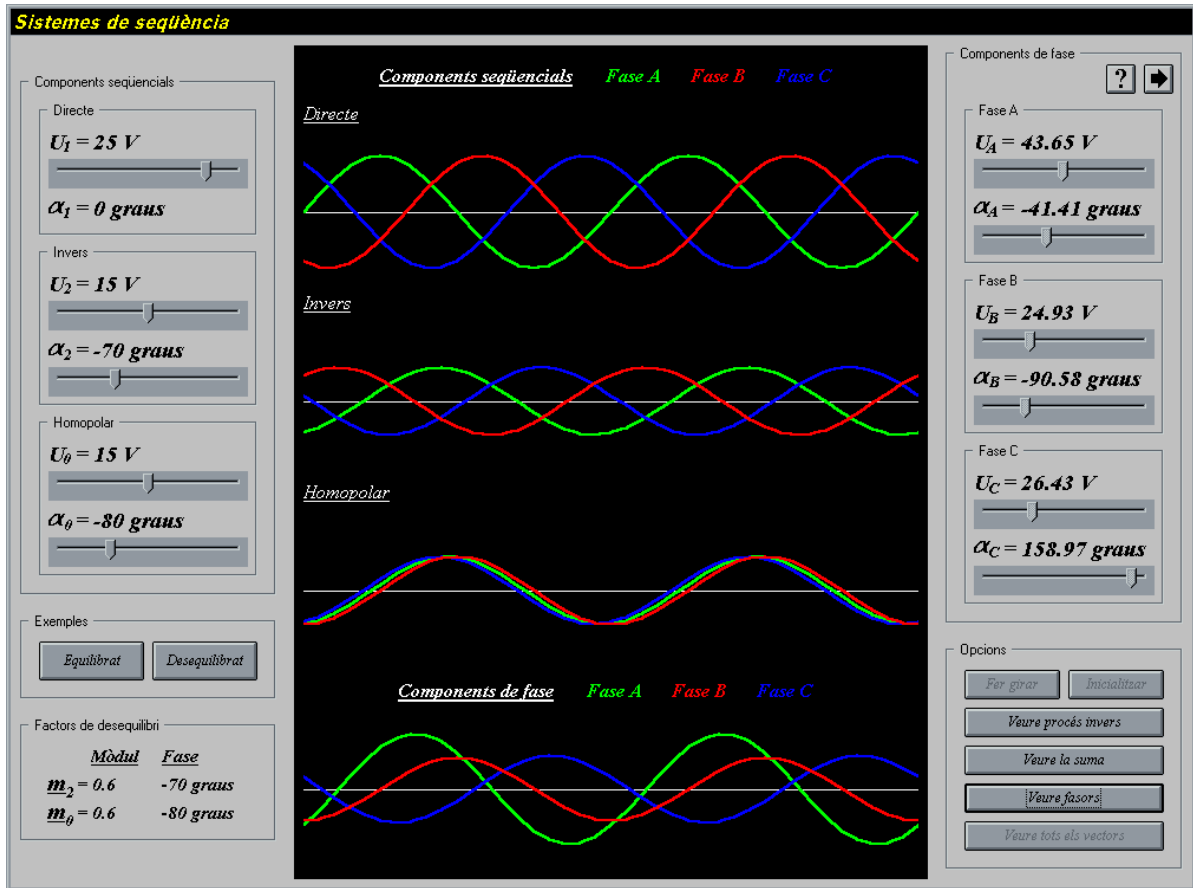 Sistemes de seqüència
Components seqüencials
Directe
U1 = 25 V
α1 = 0 graus
Invers
U2 = 15 V
α2 = -70 graus
Homopolar
U0 = 15 V
α0 = -80 graus
Exemples
Equilibrat Desequilibrat
Factors de desequilibri
Mòdul Fase
m2 = 0.6 -70 graus
m0 = 0.6 -80 graus
Components seqüencials Fase A Fase B Fase C
Directe
Invers
Homopolar
Components de fase Fase A Fase B Fase C
Components de fase
?
Fase A
UA = 43.65 V
αA = -41.41 graus
Fase B
UB = 24.93 V
αB = -90.58 graus
Fase C
UC = 26.43 V
αC = 158.97 graus
Opcions
Fer girar Inicialitzar
Veure procés invers
Veure la suma
Veure fasors
Veure tots els vectors